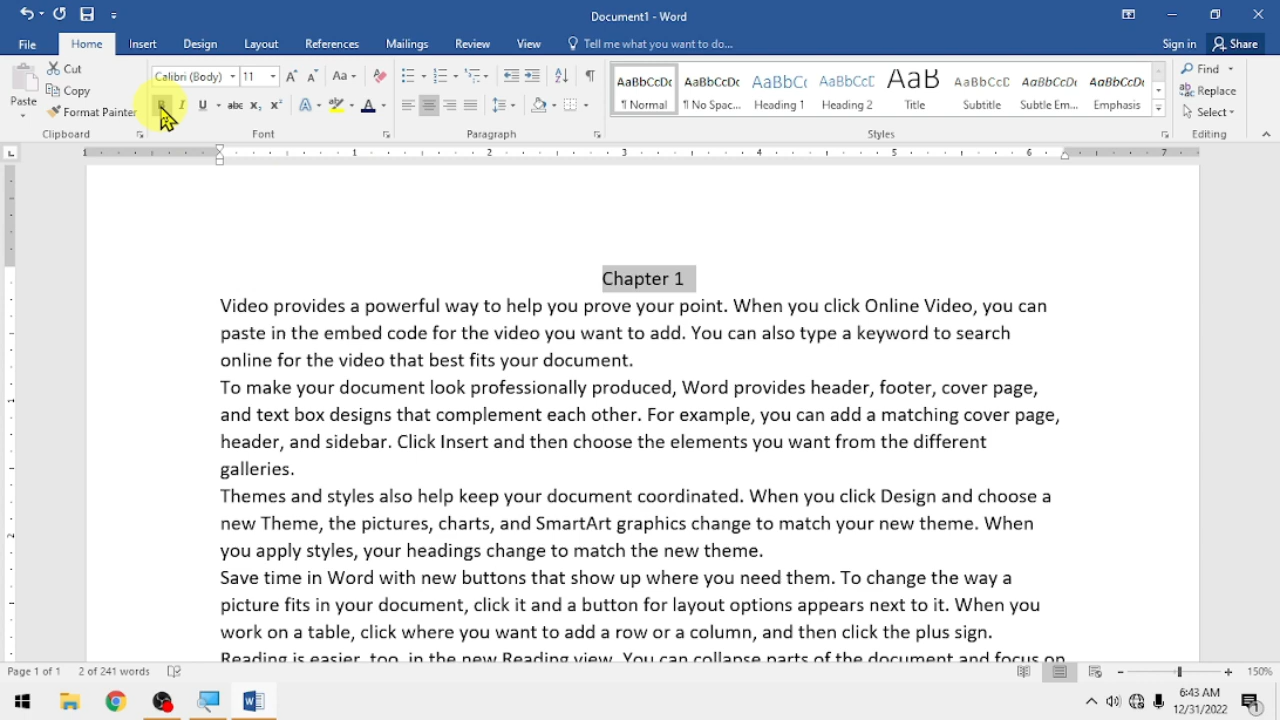 Document1 - Word
File Home Insert Design Layout References Mailings Review View Tell me what you want to do... Sign in Share
Paste Cut Copy Format Painter Clipboard
Calibri (Body) 11 Aa B I U abc X₂ X² A A Font
Paragraph
AaBbCcDc AaBbCcDc AaBbCc AaBbCcD AaB AaBbCcD AaBbCcDc AaBbCcDc
¶ Normal ¶ No Spac... Heading 1 Heading 2 Title Subtitle Subtle Em... Emphasis
Styles
Find
Replace
Select
Editing
1 1 2 3 4 5 6 7
Chapter 1
Video provides a powerful way to help you prove your point. When you click Online Video, you can
paste in the embed code for the video you want to add. You can also type a keyword to search
online for the video that best fits your document.
To make your document look professionally produced, Word provides header, footer, cover page,
and text box designs that complement each other. For example, you can add a matching cover page,
header, and sidebar. Click Insert and then choose the elements you want from the different
galleries.
Themes and styles also help keep your document coordinated. When you click Design and choose a
new Theme, the pictures, charts, and SmartArt graphics change to match your new theme. When
you apply styles, your headings change to match the new theme.
Save time in Word with new buttons that show up where you need them. To change the way a
picture fits in your document, click it and a button for layout options appears next to it. When you
work on a table, click where you want to add a row or a column, and then click the plus sign.
Reading is easier, too, in the new Reading view. You can collapse parts of the document and focus on
Page 1 of 1 2 of 241 words 150%
6:43 AM
12/31/2022